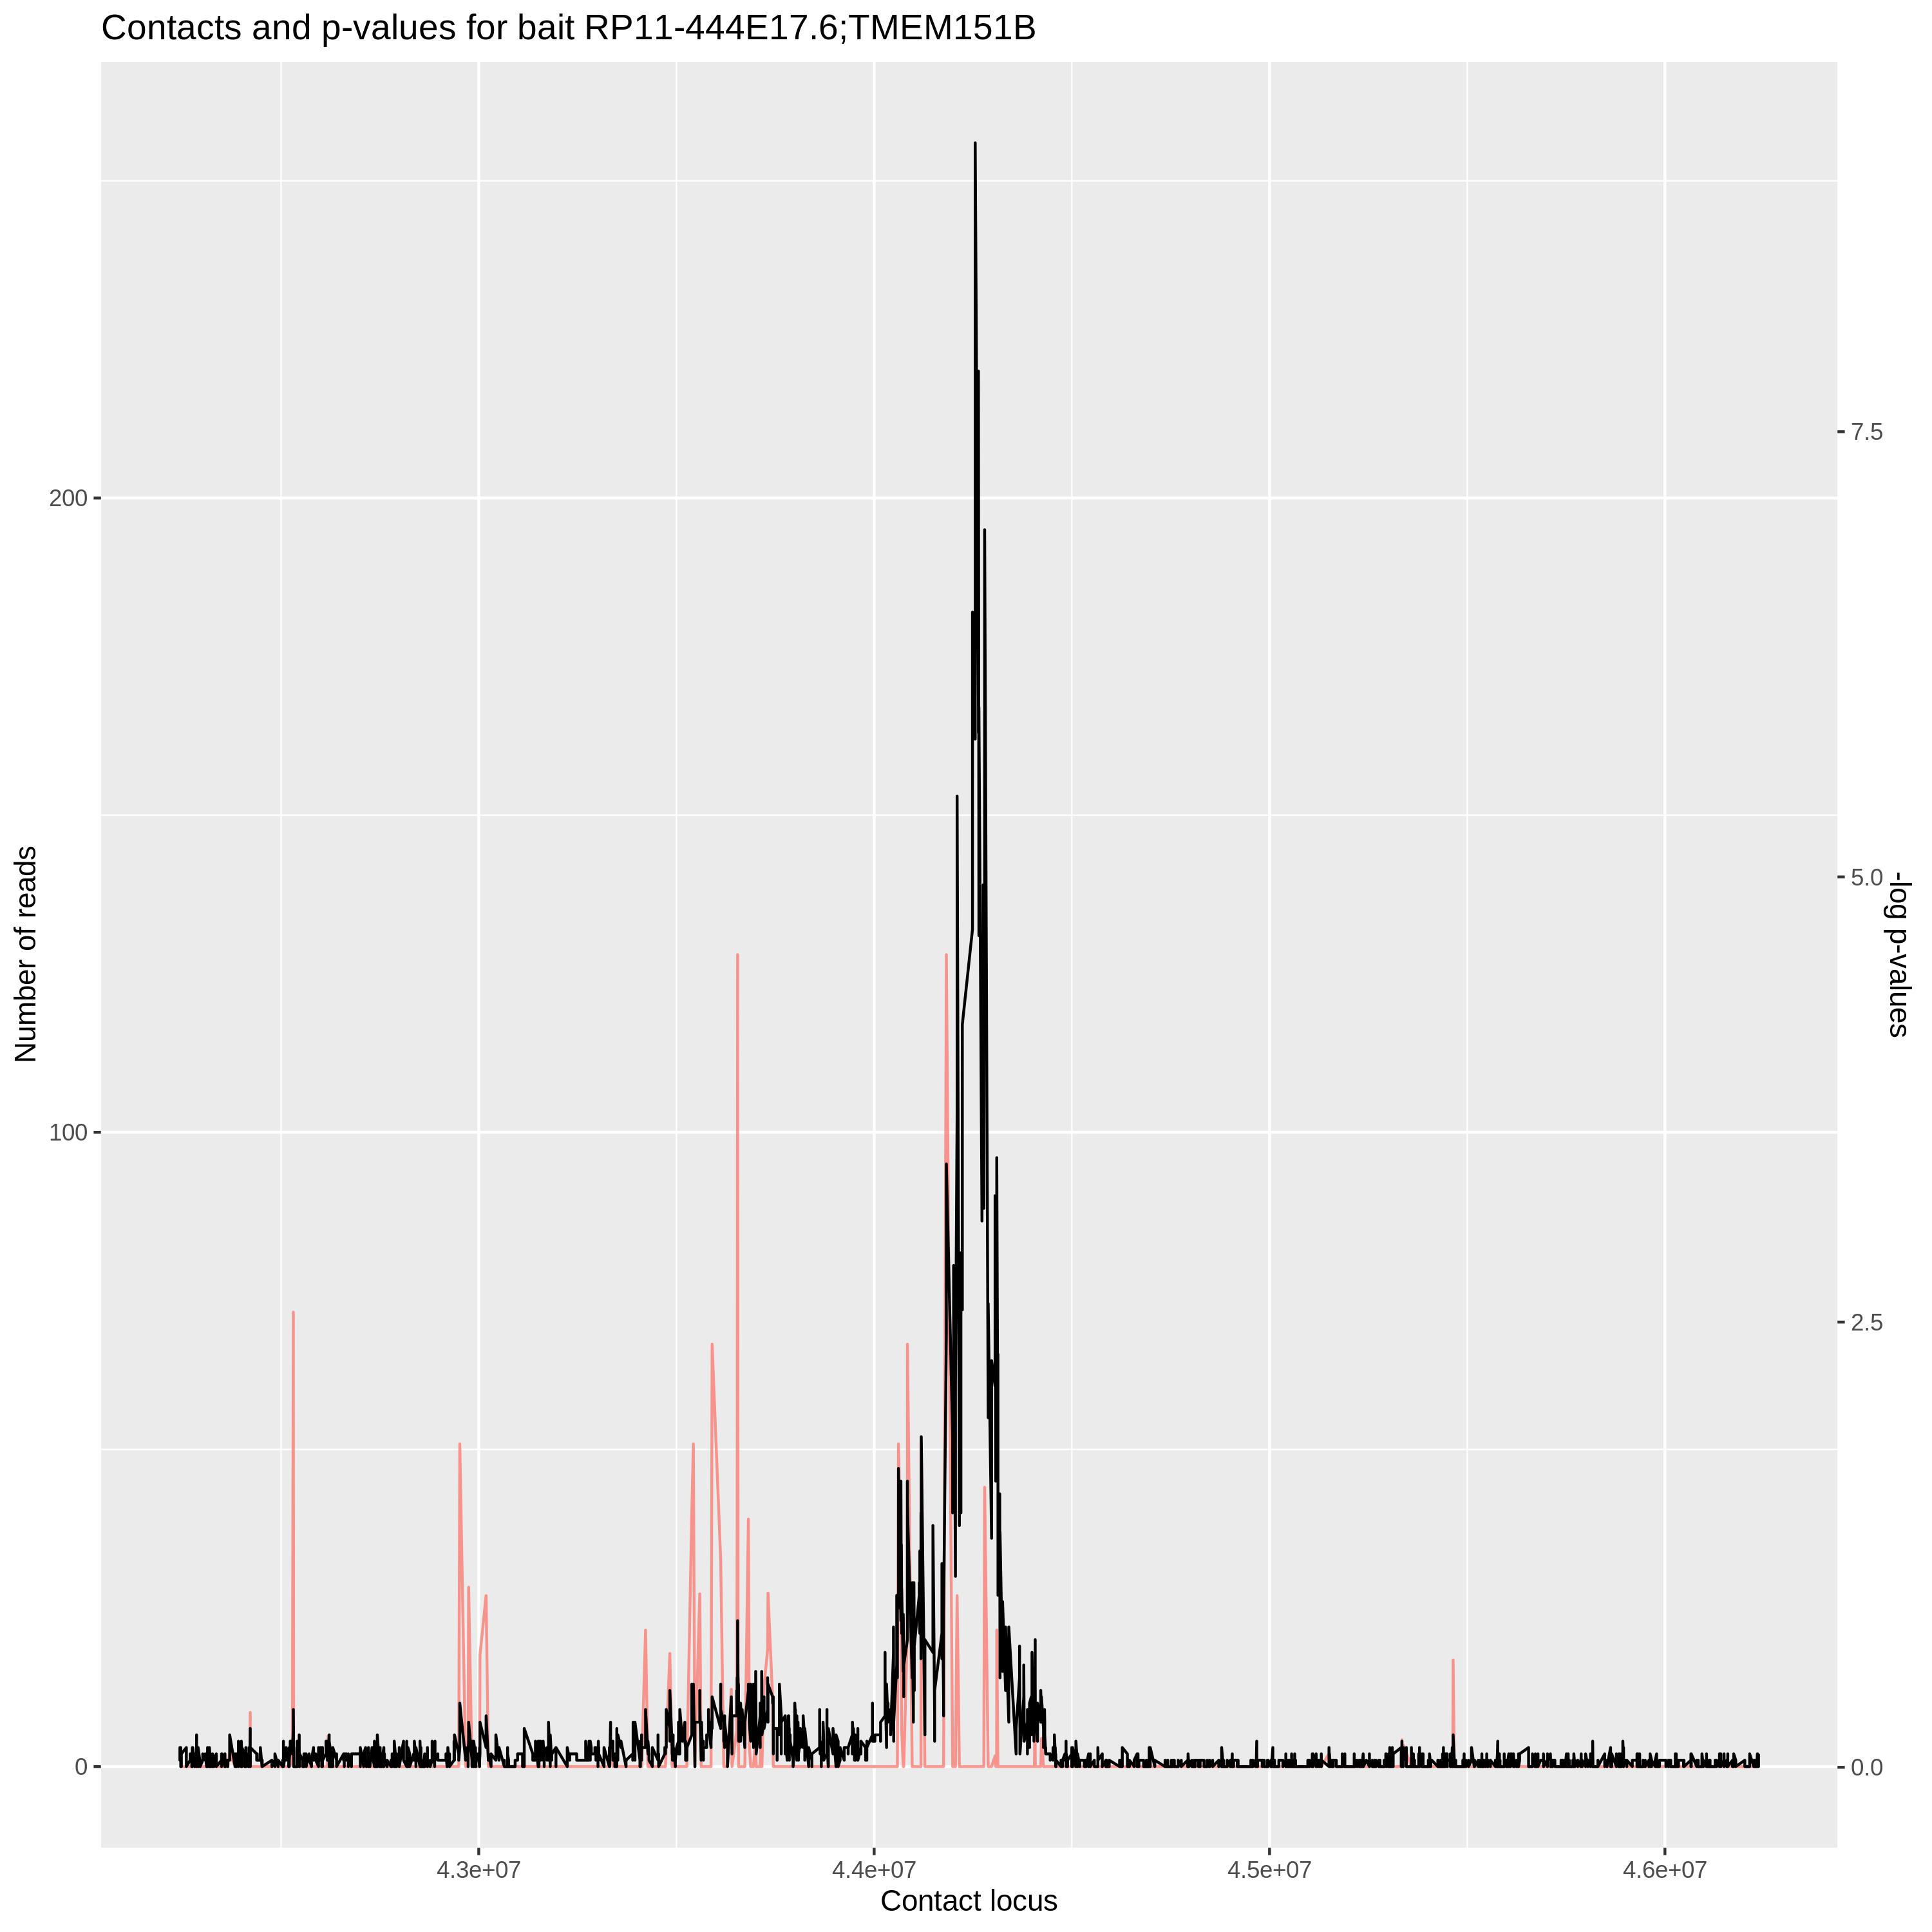 Contacts and p-values for bait RP11-444E17.6;TMEM151B
Number of reads
200
100
0
7.5
5.0
2.5
0.0
-log p-values
4.3e+07
4.4e+07
4.5e+07
4.6e+07
Contact locus